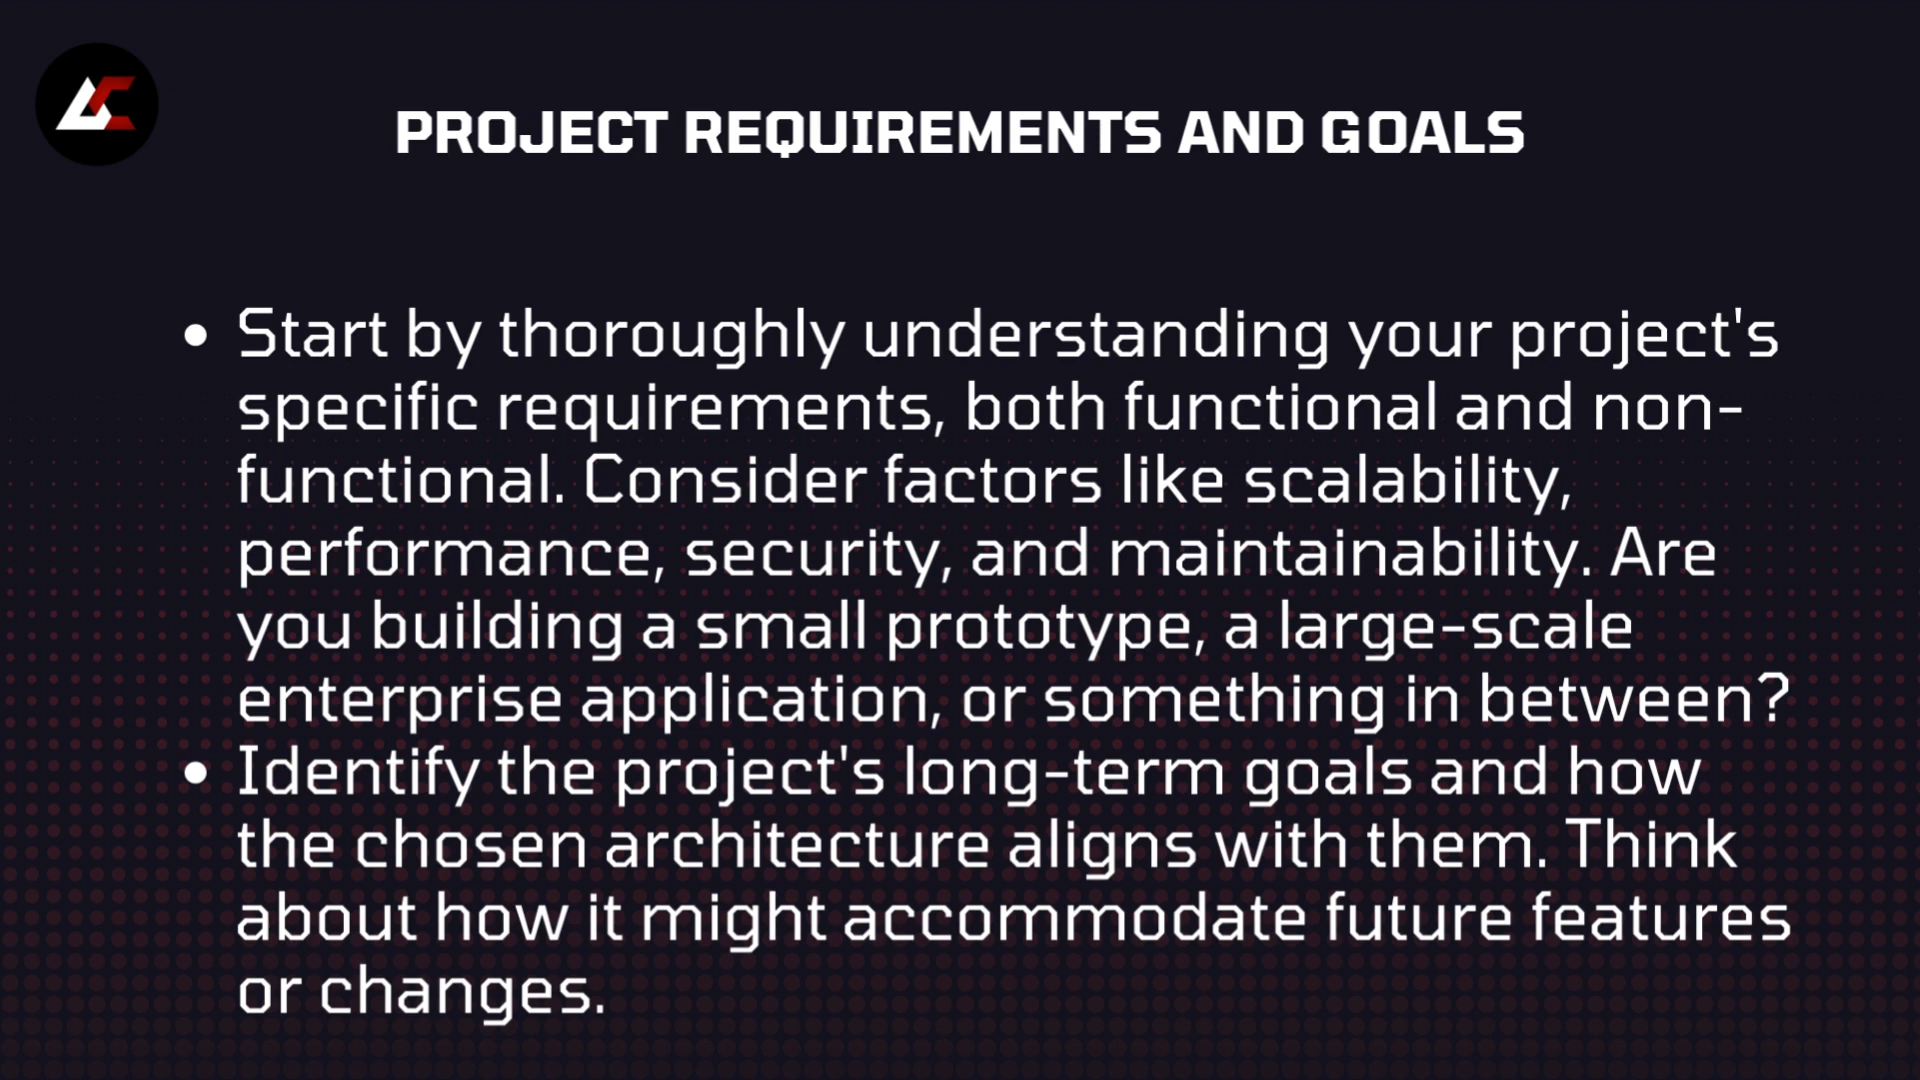 PROJECT REQUIREMENTS AND GOALS
• Start by thoroughly understanding your project's
specific requirements, both functional and non-
functional. Consider factors like scalability,
performance, security, and maintainability. Are
you building a small prototype, a large-scale
enterprise application, or something in between?
• Identify the project's long-term goals and how
the chosen architecture aligns with them. Think
about how it might accommodate future features
or changes.